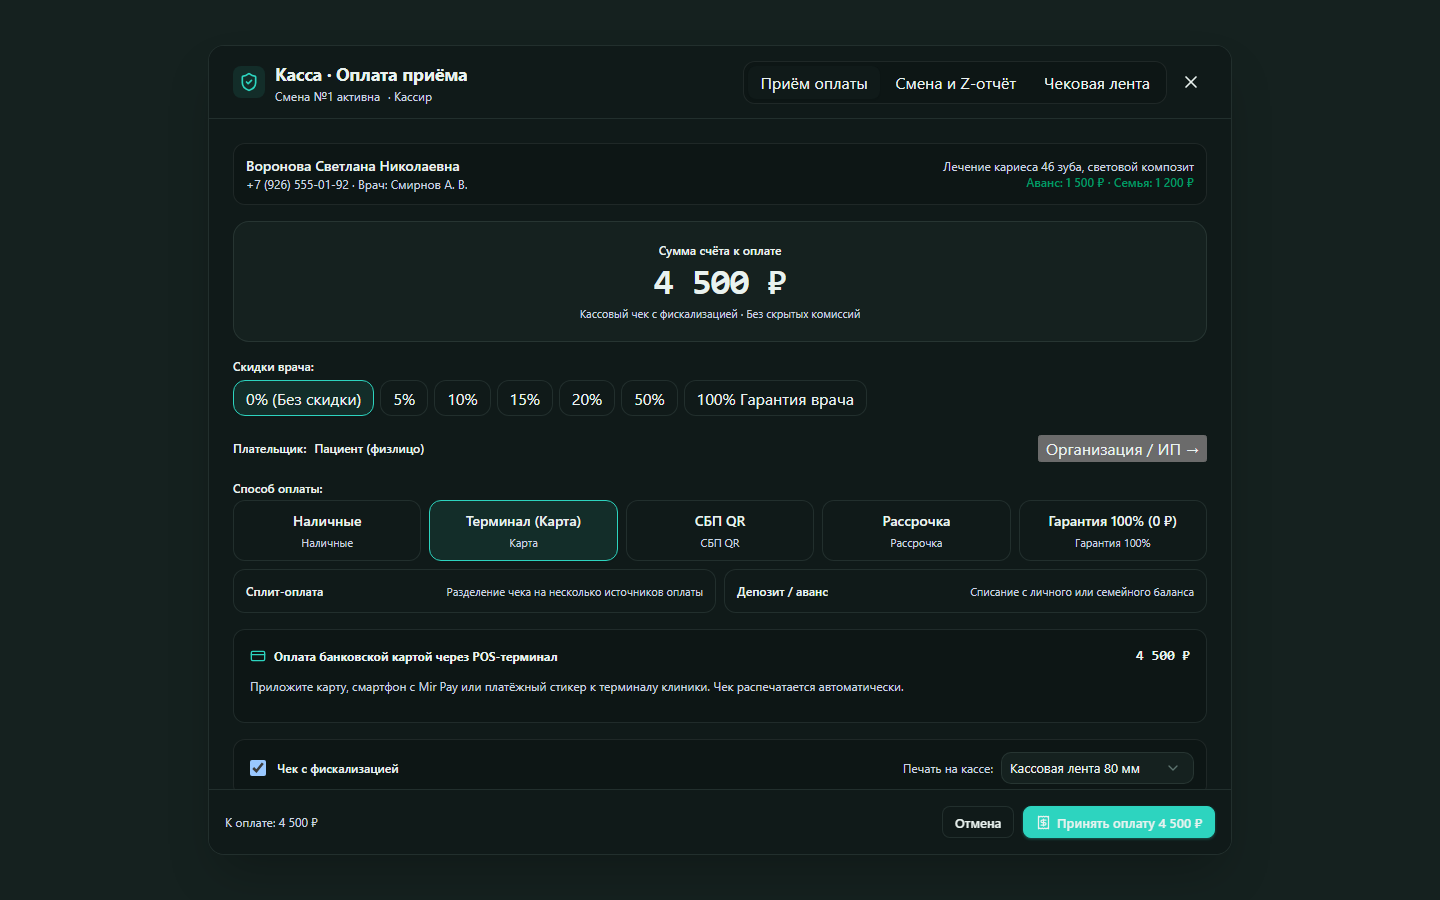 Касса · Оплата приёма
Смена №1 активна · Кассир
Приём оплаты
Смена и Z-отчёт
Чековая лента
Воронова Светлана Николаевна
+7 (926) 555-01-92 · Врач: Смирнов А. В.
Лечение кариеса 46 зуба, световой композит
Аванс: 1 500 ₽ · Семья: 1 200 ₽
Сумма счёта к оплате
4 500 ₽
Кассовый чек с фискализацией · Без скрытых комиссий
Скидки врача:
0% (Без скидки)
5%
10%
15%
20%
50%
100% Гарантия врача
Плательщик: Пациент (физлицо)
Организация / ИП →
Способ оплаты:
Наличные
Наличные
Терминал (Карта)
Карта
СБП QR
СБП QR
Рассрочка
Рассрочка
Гарантия 100% (0 ₽)
Гарантия 100%
Сплит-оплата
Разделение чека на несколько источников оплаты
Депозит / аванс
Списание с личного или семейного баланса
Оплата банковской картой через POS-терминал
4 500 ₽
Приложите карту, смартфон с Mir Pay или платёжный стикер к терминалу клиники. Чек распечатается автоматически.
Чек с фискализацией
Печать на кассе:
Кассовая лента 80 мм
К оплате: 4 500 ₽
Отмена
Принять оплату 4 500 ₽